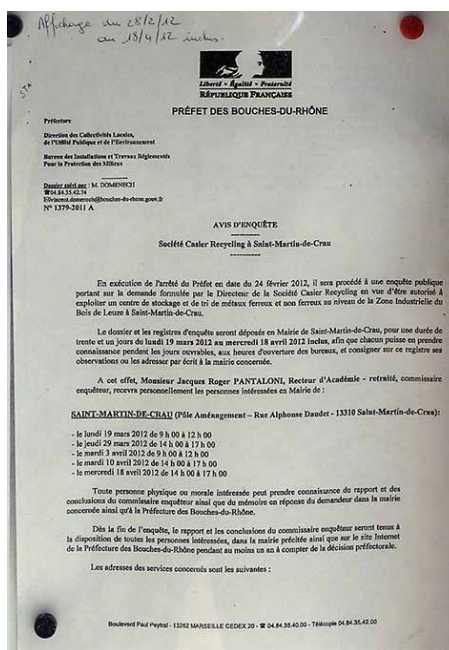 Affichage du 28/2/12
au 18/4/12 inclus.
Liberté • Égalité • Fraternité
RÉPUBLIQUE FRANÇAISE
PRÉFET DES BOUCHES-DU-RHÔNE
Préfecture
Direction des Collectivités Locales,
de l'Utilité Publique et de l'Environnement
Bureau des Installations et Travaux Réglementés
Pour la Protection des Milieux
Dossier suivi par : M. DOMENECH
☎04.84.35.42.74
✉vincent.domenech@bouches-du-rhone.gouv.fr
N° 1379-2011 A
AVIS D'ENQUÊTE
----------
Société Casier Recycling à Saint-Martin-de-Crau
----------
En exécution de l'arrêté du Préfet en date du 24 février 2012, il sera procédé à une enquête publique
portant sur la demande formulée par le Directeur de la Société Casier Recycling en vue d'être autorisé à
exploiter un centre de stockage et de tri de métaux ferreux et non ferreux au niveau de la Zone Industrielle du
Bois de Leuze à Saint-Martin-de-Crau.
Le dossier et les registres d'enquête seront déposés en Mairie de Saint-Martin-de-Crau, pour une durée de
trente et un jours du lundi 19 mars 2012 au mercredi 18 avril 2012 inclus, afin que chacun puisse en prendre
connaissance pendant les jours ouvrables, aux heures d'ouverture des bureaux, et consigner sur ce registre ses
observations ou les adresser par écrit à la mairie concernée.
A cet effet, Monsieur Jacques Roger PANTALONI, Recteur d'Académie - retraité, commissaire
enquêteur, recevra personnellement les personnes intéressées en Mairie de :
SAINT-MARTIN-DE-CRAU (Pôle Aménagement – Rue Alphonse Daudet - 13310 Saint-Martin-de-Crau):
- le lundi 19 mars 2012 de 9 h 00 à 12 h 00
- le jeudi 29 mars 2012 de 14 h 00 à 17 h 00
- le mardi 3 avril 2012 de 9 h 00 à 12 h 00
- le mardi 10 avril 2012 de 14 h 00 à 17 h 00
- le mercredi 18 avril 2012 de 14 h 00 à 17 h 00
Toute personne physique ou morale intéressée peut prendre connaissance du rapport et des
conclusions du commissaire enquêteur ainsi que du mémoire en réponse du demandeur dans la mairie
concernée ainsi qu'à la Préfecture des Bouches-du-Rhône.
Dès la fin de l'enquête, le rapport et les conclusions du commissaire enquêteur seront tenus à
la disposition de toutes les personnes intéressées, dans la mairie précitée ainsi que sur le site Internet
de la Préfecture des Bouches-du-Rhône pendant au moins un an à compter de la décision préfectorale.
Les adresses des services concernés sont les suivantes :
Boulevard Paul Peytral - 13282 MARSEILLE CEDEX 20 - ☎ 04.84.35.40.00 - Télécopie 04.84.35.42.00